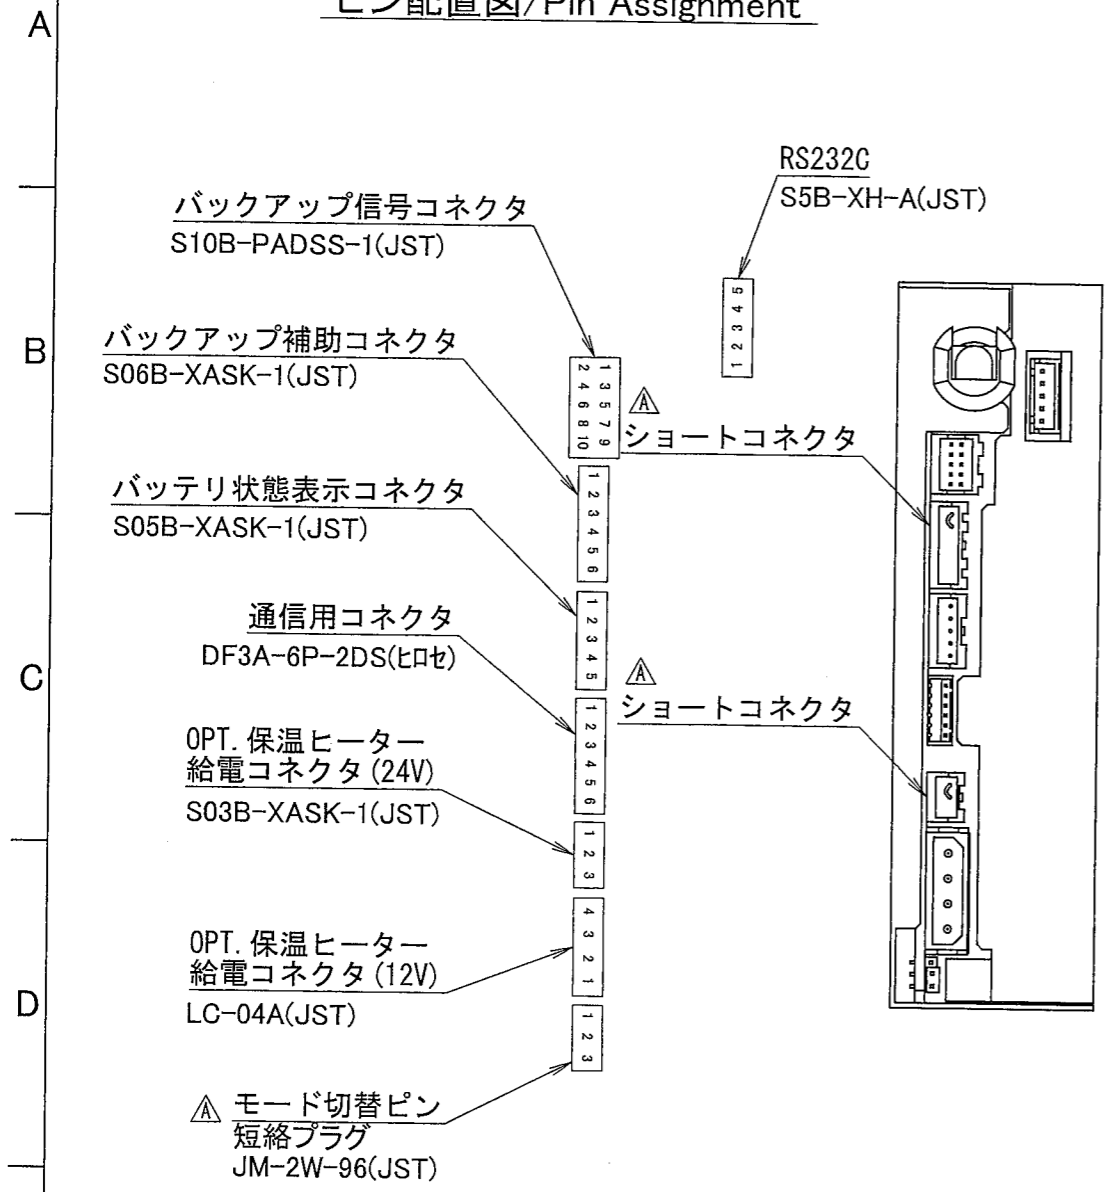 A
ピン配置図/Pin Assignment
RS232C
S5B-XH-A(JST)
バックアップ信号コネクタ
S10B-PADSS-1(JST)
1 2 3 4 5
B
バックアップ補助コネクタ
S06B-XASK-1(JST)
2 4 6 8 10
1 3 5 7 9
A
ショートコネクタ
バッテリ状態表示コネクタ
S05B-XASK-1(JST)
1 2 3 4 5 6
通信用コネクタ
DF3A-6P-2DS(ヒロセ)
1 2 3 4 5
C
A
ショートコネクタ
OPT.保温ヒーター
給電コネクタ(24V)
S03B-XASK-1(JST)
1 2 3 4 5 6
1 2 3
OPT.保温ヒーター
給電コネクタ(12V)
LC-04A(JST)
4 3 2 1
D
1 2 3
A モード切替ピン
短絡プラグ
JM-2W-96(JST)